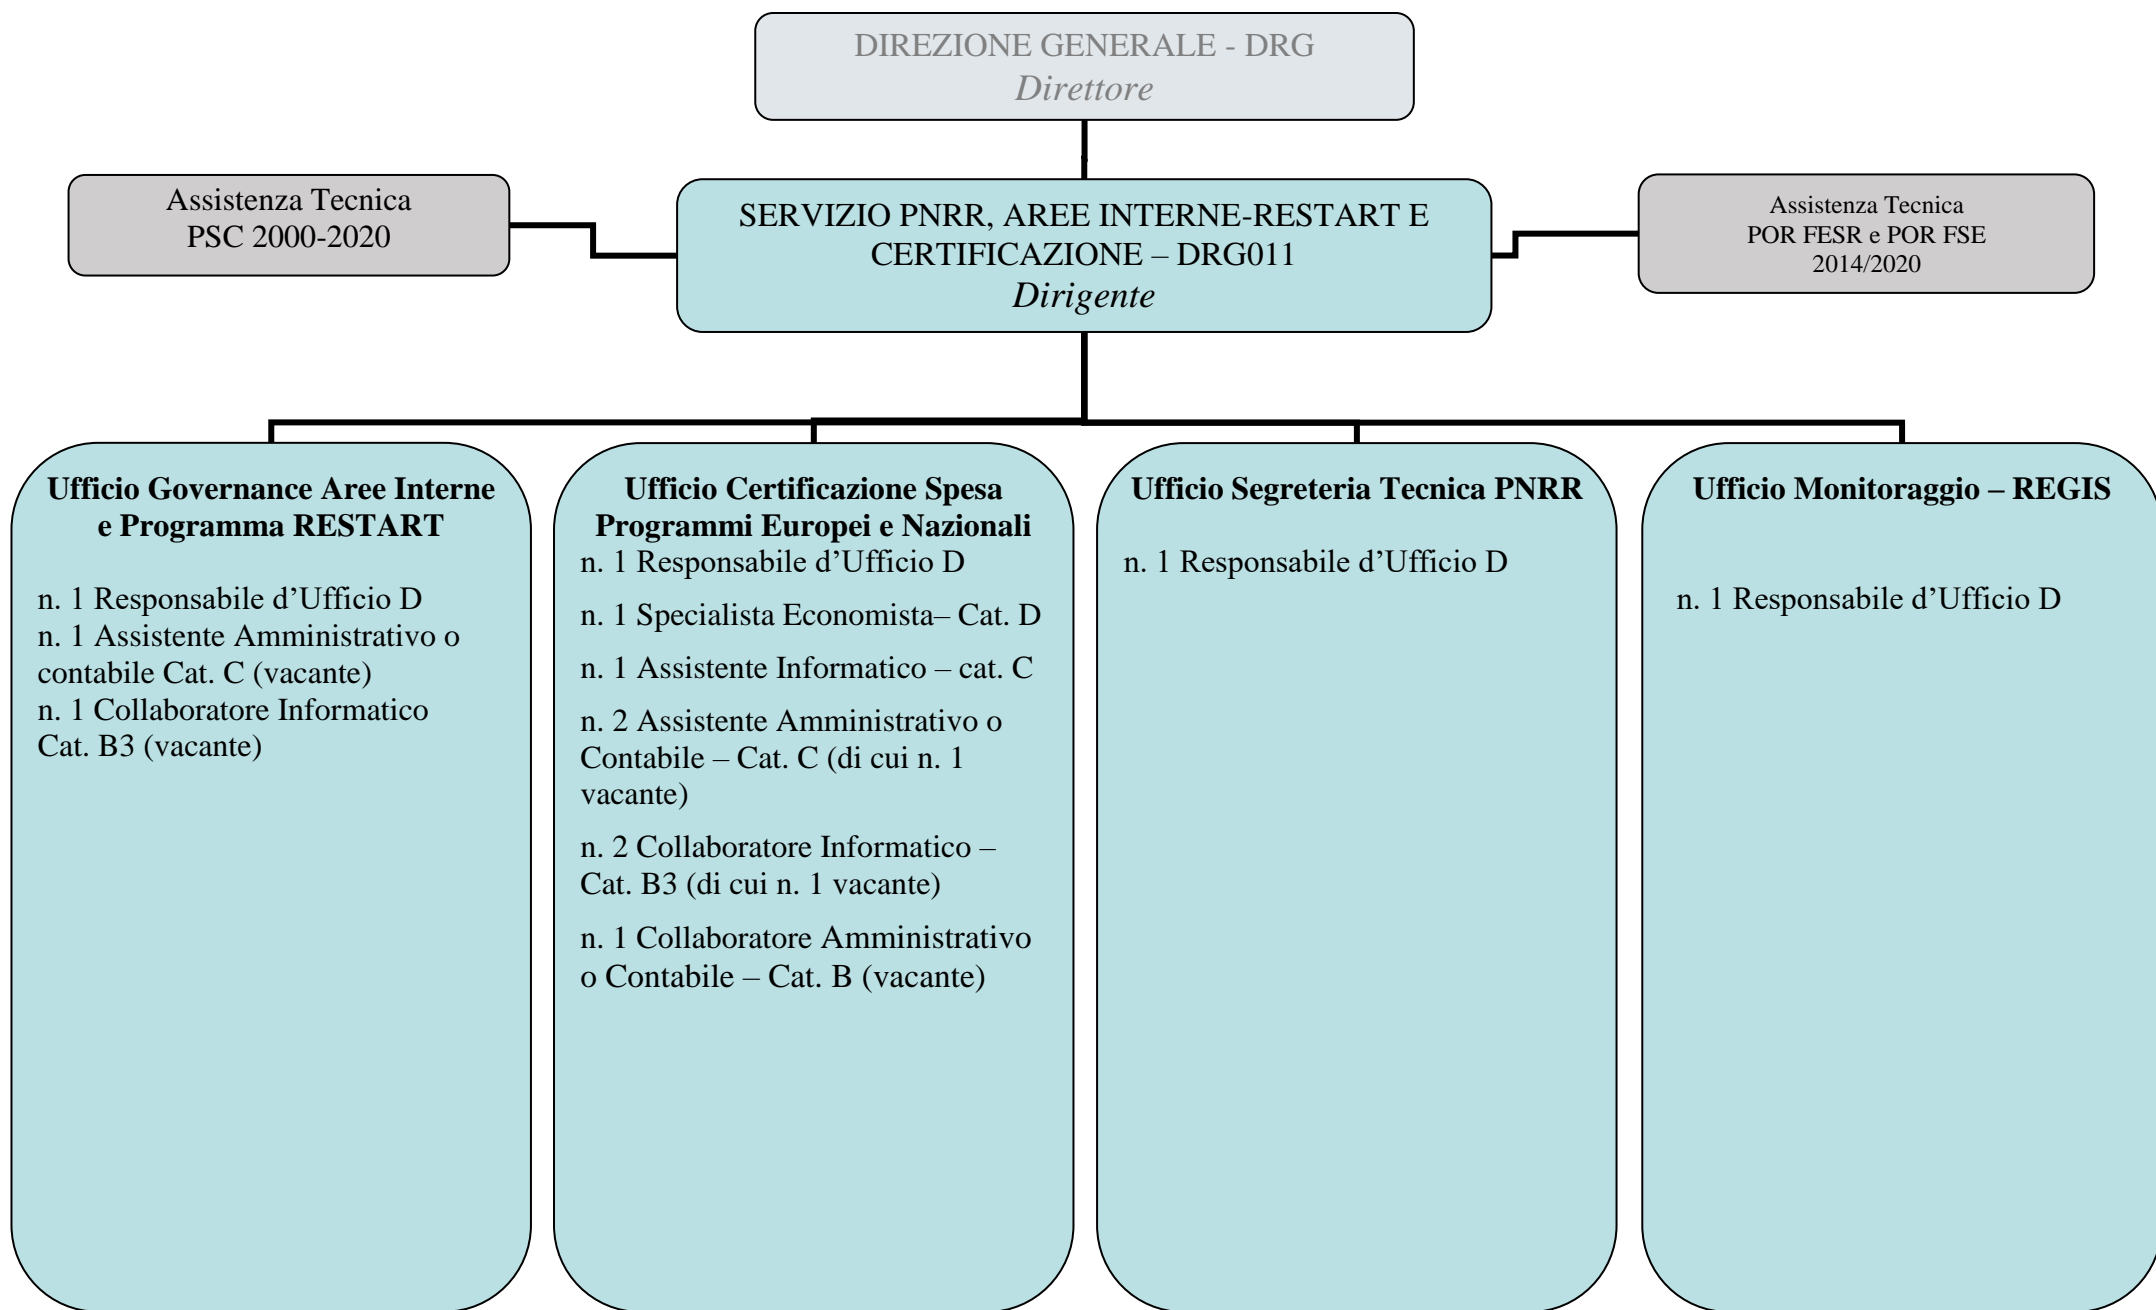 DIREZIONE GENERALE - DRG
Direttore
Assistenza Tecnica
PSC 2000-2020
SERVIZIO PNRR, AREE INTERNE-RESTART E
CERTIFICAZIONE – DRG011
Dirigente
Assistenza Tecnica
POR FESR e POR FSE
2014/2020
Ufficio Governance Aree Interne
e Programma RESTART
n. 1 Responsabile d’Ufficio D
n. 1 Assistente Amministrativo o
contabile Cat. C (vacante)
n. 1 Collaboratore Informatico
Cat. B3 (vacante)
Ufficio Certificazione Spesa
Programmi Europei e Nazionali
n. 1 Responsabile d’Ufficio D
n. 1 Specialista Economista– Cat. D
n. 1 Assistente Informatico – cat. C
n. 2 Assistente Amministrativo o
Contabile – Cat. C (di cui n. 1
vacante)
n. 2 Collaboratore Informatico –
Cat. B3 (di cui n. 1 vacante)
n. 1 Collaboratore Amministrativo
o Contabile – Cat. B (vacante)
Ufficio Segreteria Tecnica PNRR
n. 1 Responsabile d’Ufficio D
Ufficio Monitoraggio – REGIS
n. 1 Responsabile d’Ufficio D